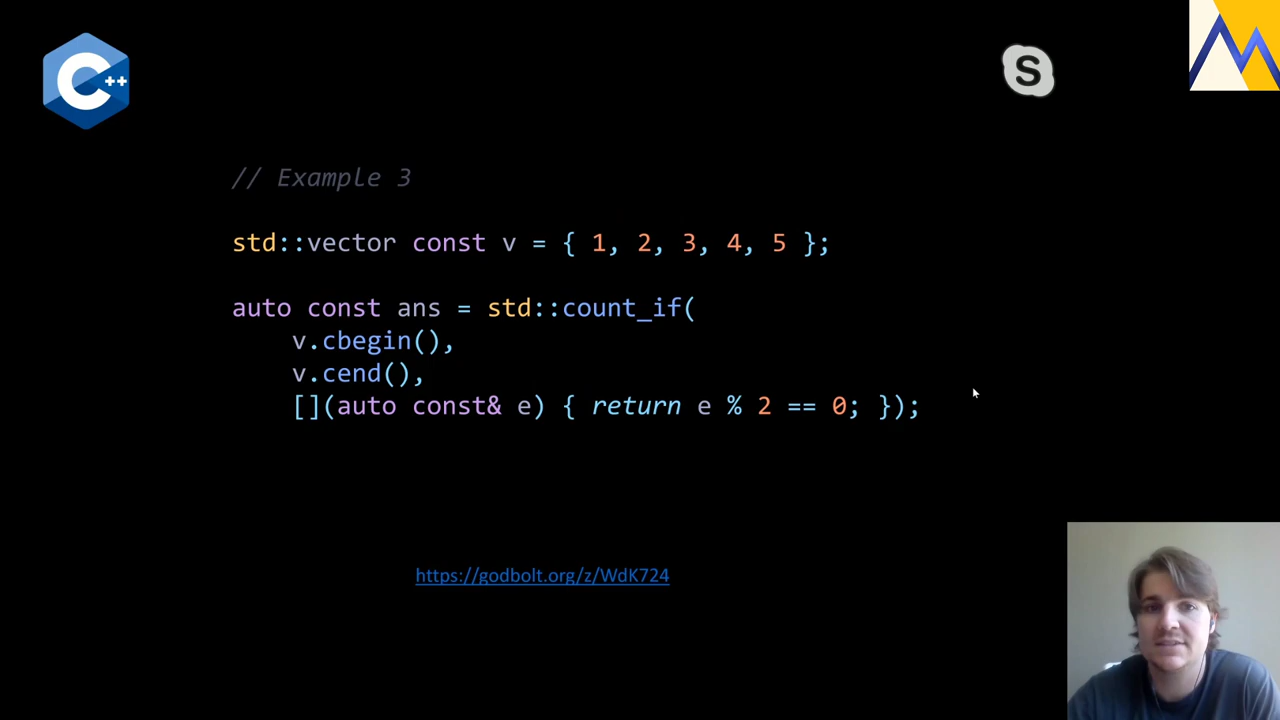 C++
S
// Example 3
std::vector const v = { 1, 2, 3, 4, 5 };
auto const ans = std::count_if(
v.cbegin(),
v.cend(),
[](auto const& e) { return e % 2 == 0; });
https://godbolt.org/z/WdK724